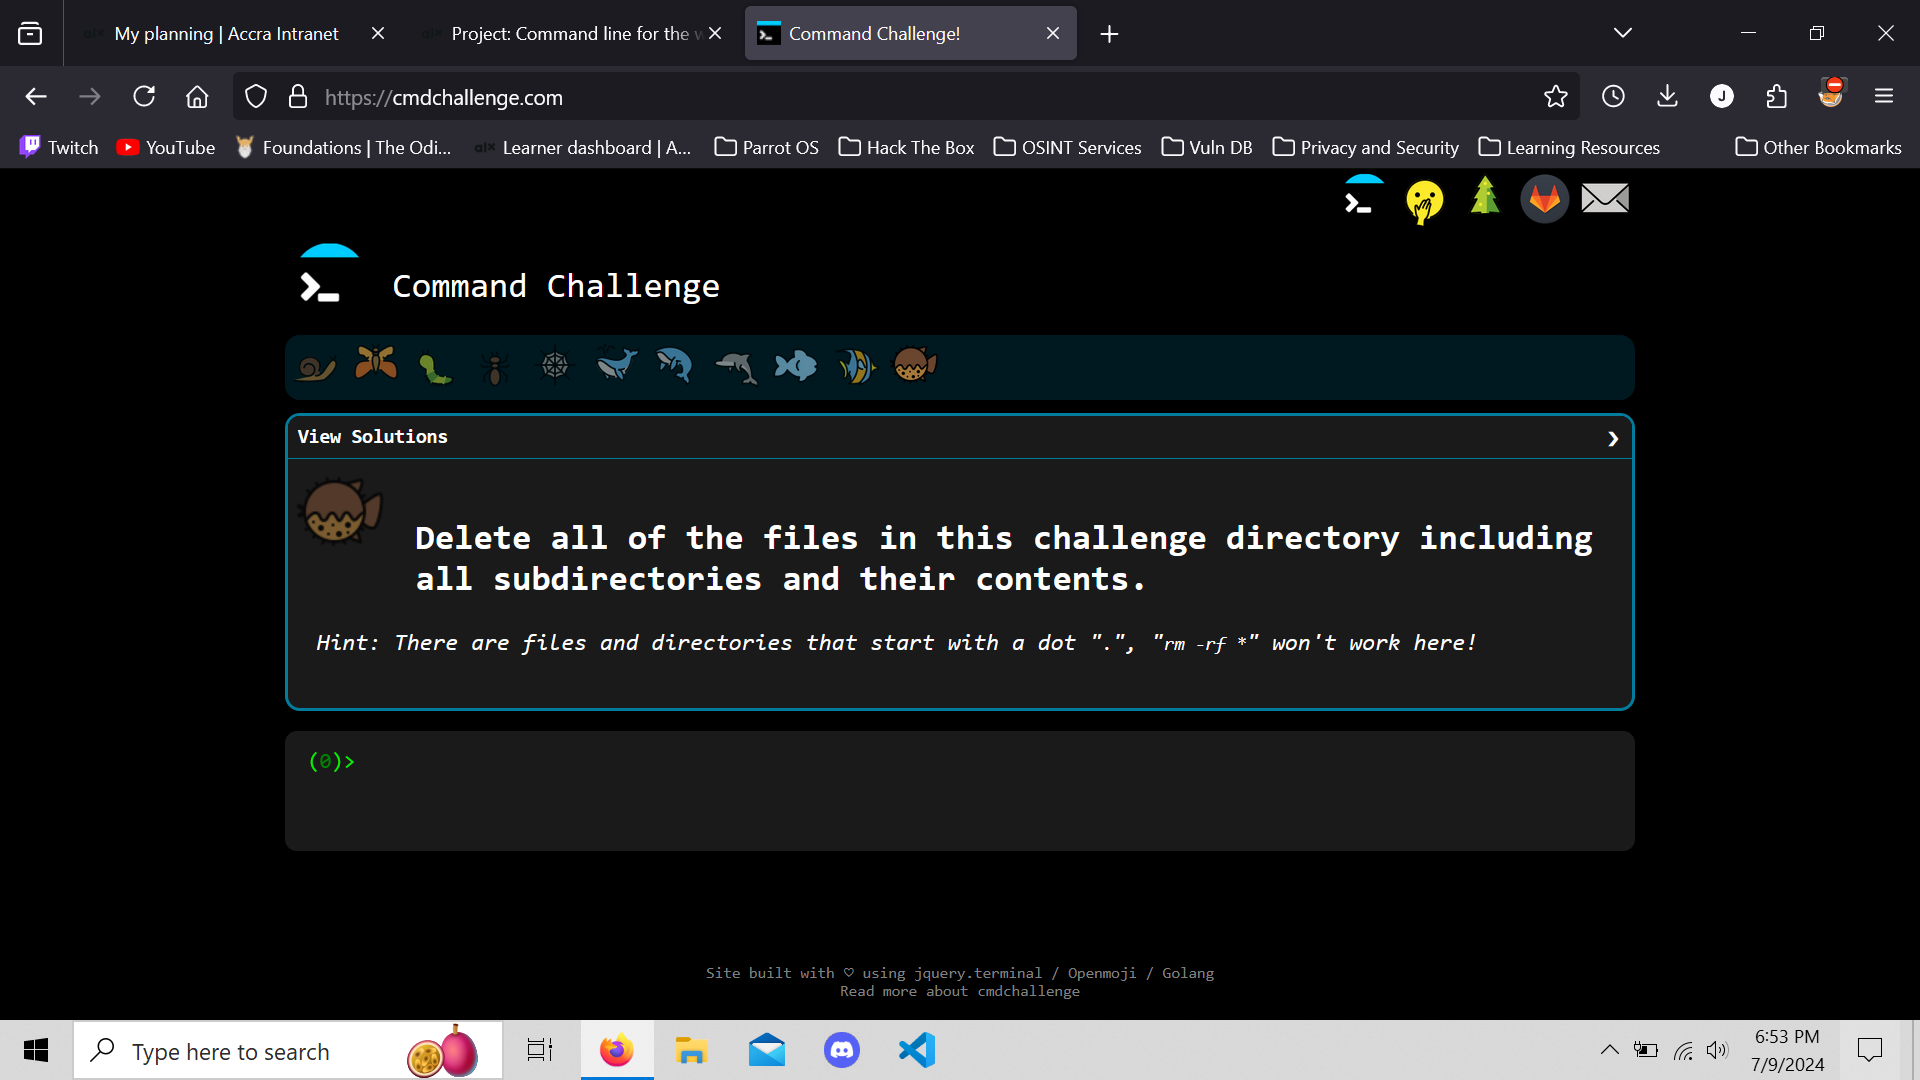 My planning | Accra Intranet
Project: Command line for the w
Command Challenge!
https://cmdchallenge.com
J
Twitch
YouTube
Foundations | The Odi...
Learner dashboard | A...
Parrot OS
Hack The Box
OSINT Services
Vuln DB
Privacy and Security
Learning Resources
Other Bookmarks
Command Challenge
View Solutions
Delete all of the files in this challenge directory including
all subdirectories and their contents.
Hint: There are files and directories that start with a dot ".", "rm -rf *" won't work here!
(0)>
Site built with ♡ using jquery.terminal / Openmoji / Golang
Read more about cmdchallenge
Type here to search
6:53 PM
7/9/2024